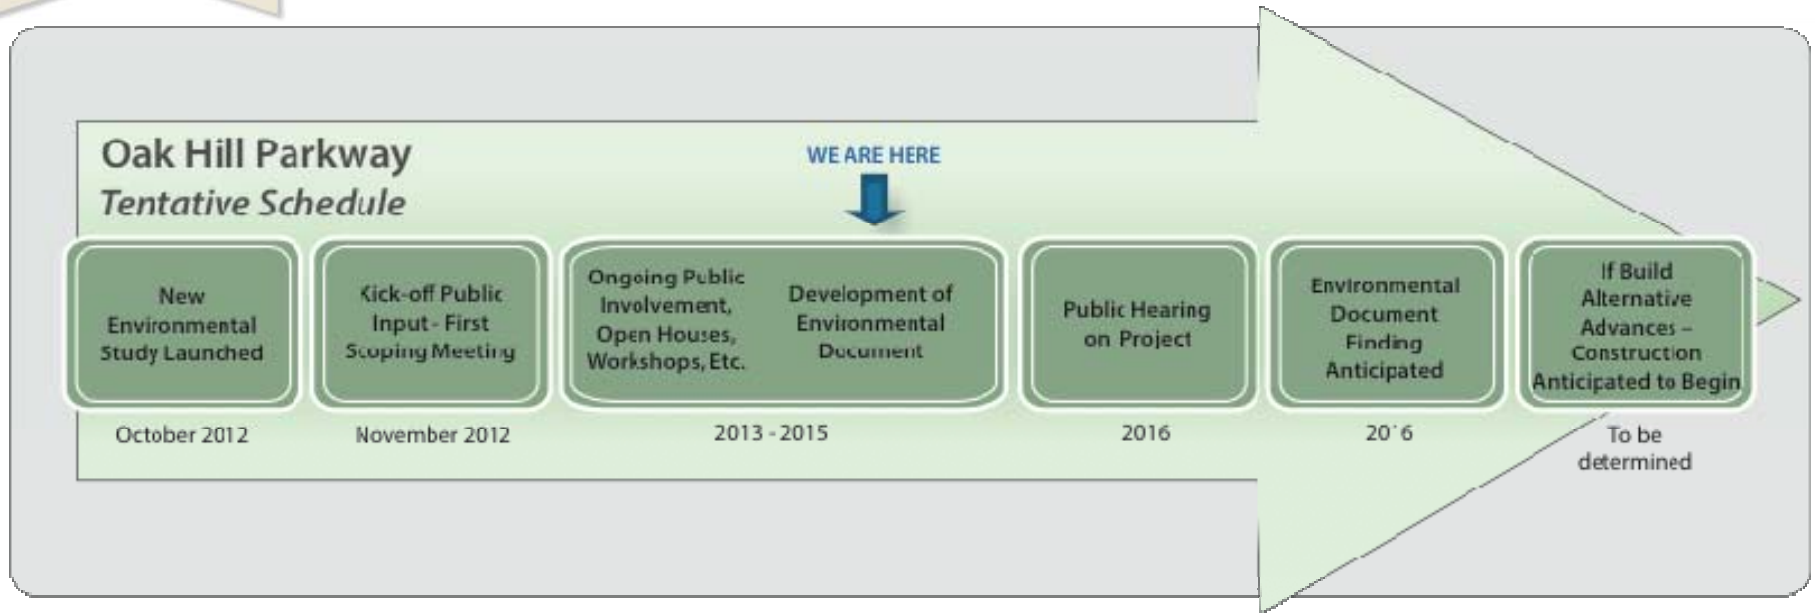 Oak Hill Parkway
Tentative Schedule
WE ARE HERE
New
Environmental
Study Launched
October 2012
Kick-off Public
Input - First
Scoping Meeting
November 2012
Ongoing Public
Involvement,
Open Houses,
Workshops, Etc.
Development of
Environmental
Document
2013 - 2015
Public Hearing
on Project
2016
Environmental
Document
Finding
Anticipated
2016
If Build
Alternative
Advances –
Construction
Anticipated to Begin
To be
determined